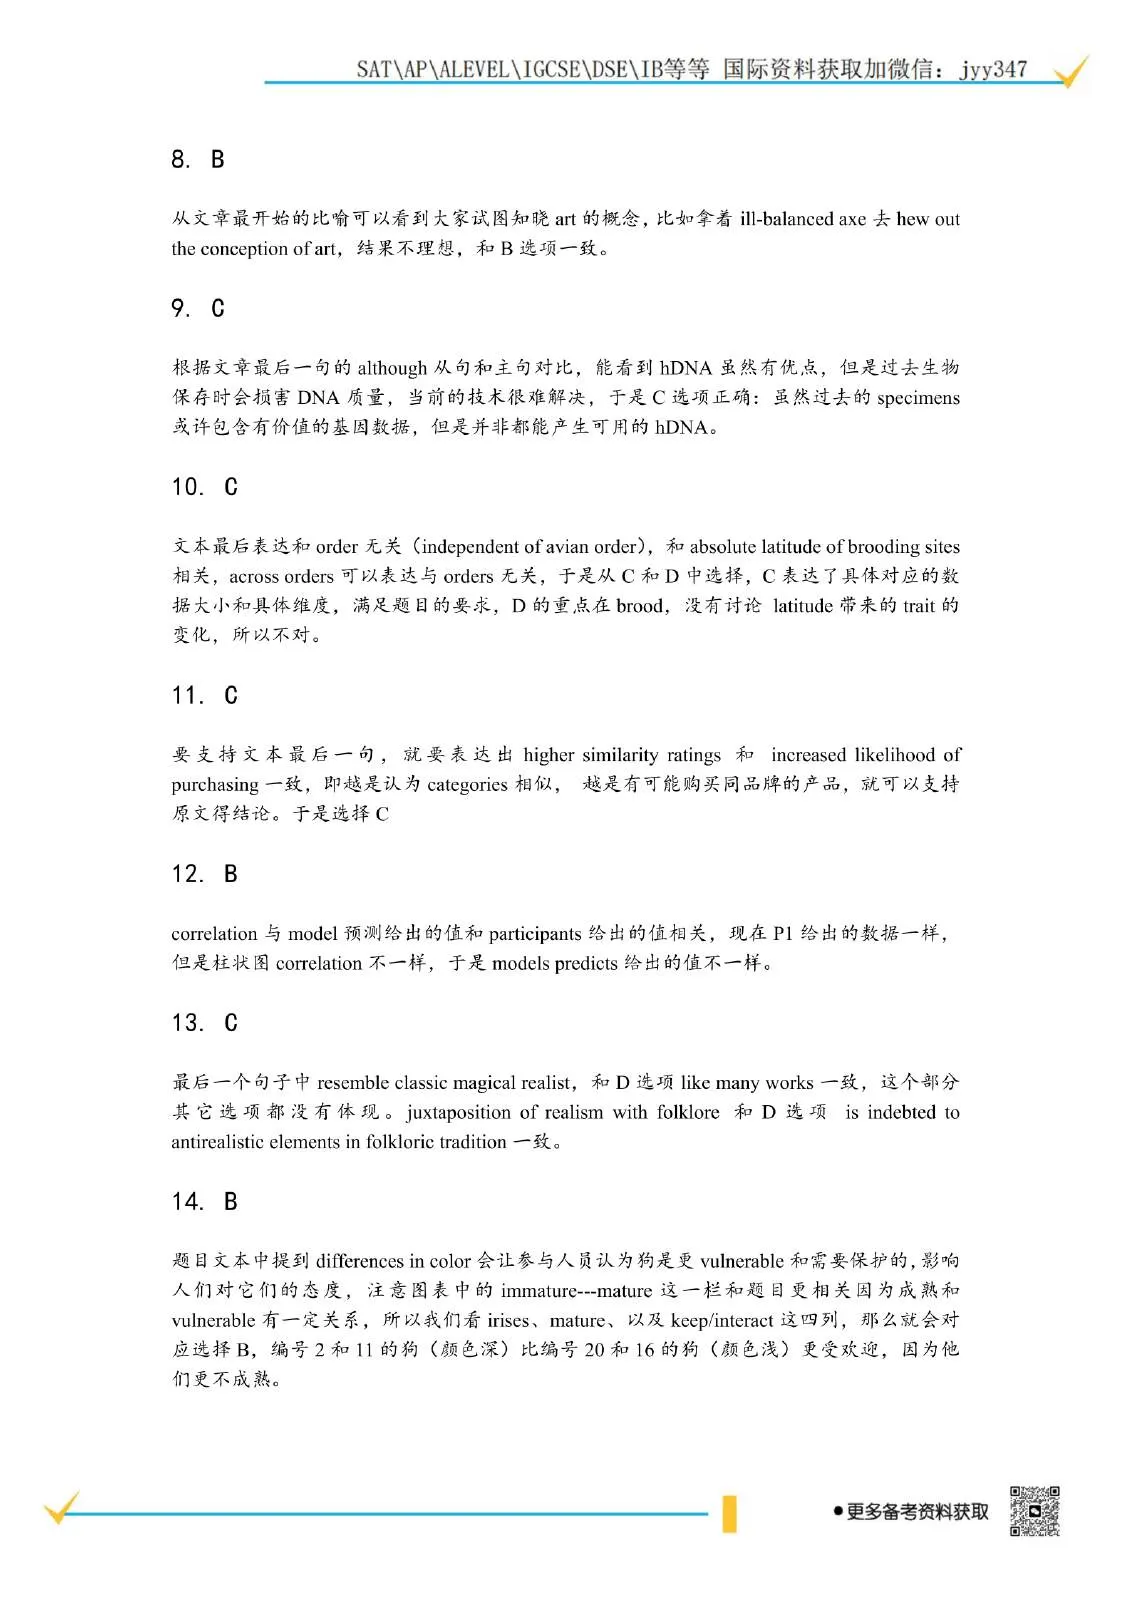 SAT\AP\ALEVEL\IGCSE\DSE\IB等等 国际资料获取加微信：jyy347
8. B
从文章最开始的比喻可以看到大家试图知晓 art 的概念，比如拿着 ill-balanced axe 去 hew out
the conception of art，结果不理想，和 B 选项一致。
9. C
根据文章最后一句的 although 从句和主句对比，能看到 hDNA 虽然有优点，但是过去生物
保存时会损害 DNA 质量，当前的技术很难解决，于是 C 选项正确：虽然过去的 specimens
或许包含有价值的基因数据，但是并非都能产生可用的 hDNA。
10. C
文本最后表达和 order 无关（independent of avian order），和 absolute latitude of brooding sites
相关，across orders 可以表达与 orders 无关，于是从 C 和 D 中选择，C 表达了具体对应的数
据大小和具体维度，满足题目的要求，D 的重点在 brood，没有讨论 latitude 带来的 trait 的
变化，所以不对。
11. C
要支持文本最后一句，就要表达出 higher similarity ratings 和 increased likelihood of
purchasing 一致，即越是认为 categories 相似， 越是有可能购买同品牌的产品，就可以支持
原文得结论。于是选择 C
12. B
correlation 与 model 预测给出的值和 participants 给出的值相关，现在 P1 给出的数据一样，
但是柱状图 correlation 不一样，于是 models predicts 给出的值不一样。
13. C
最后一个句子中 resemble classic magical realist，和 D 选项 like many works 一致，这个部分
其它选项都没有体现。juxtaposition of realism with folklore 和 D 选项 is indebted to
antirealistic elements in folkloric tradition 一致。
14. B
题目文本中提到 differences in color 会让参与人员认为狗是更 vulnerable 和需要保护的，影响
人们对它们的态度，注意图表中的 immature---mature 这一栏和题目更相关因为成熟和
vulnerable 有一定关系，所以我们看 irises、mature、以及 keep/interact 这四列，那么就会对
应选择 B，编号 2 和 11 的狗（颜色深）比编号 20 和 16 的狗（颜色浅）更受欢迎，因为他
们更不成熟。
●更多备考资料获取